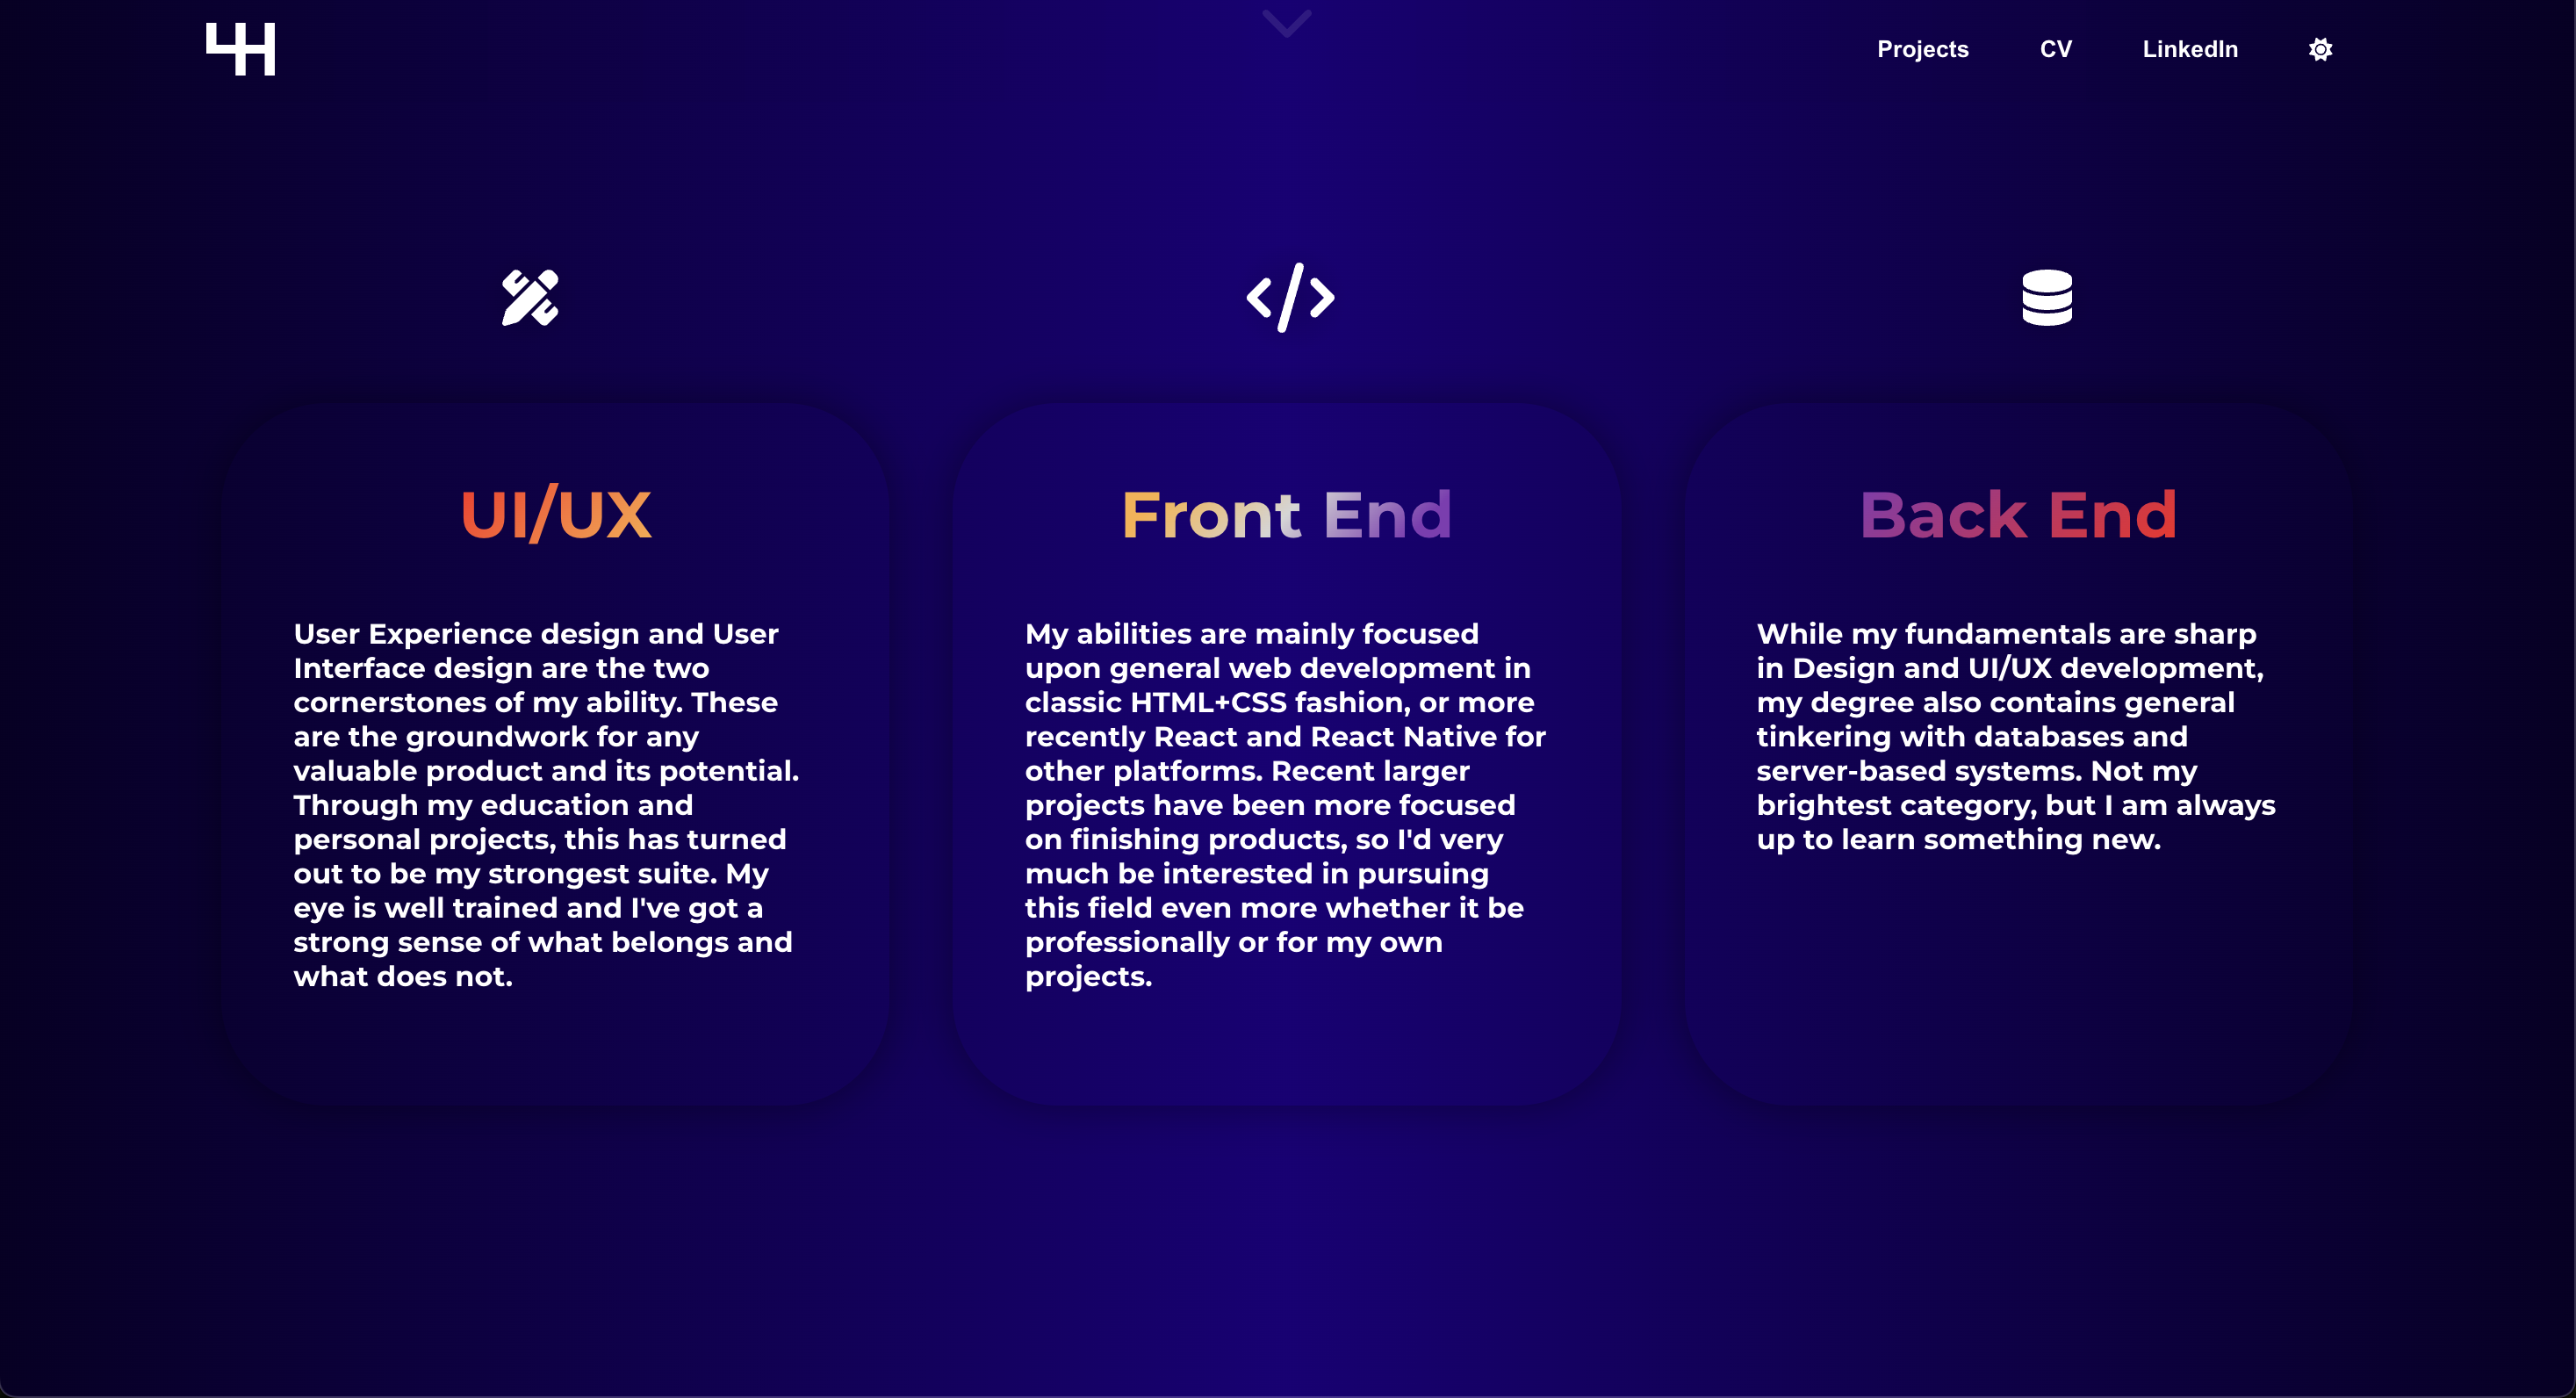 Projects
CV
LinkedIn
UI/UX
User Experience design and User
Interface design are the two
cornerstones of my ability. These
are the groundwork for any
valuable product and its potential.
Through my education and
personal projects, this has turned
out to be my strongest suite. My
eye is well trained and I've got a
strong sense of what belongs and
what does not.
Front End
My abilities are mainly focused
upon general web development in
classic HTML+CSS fashion, or more
recently React and React Native for
other platforms. Recent larger
projects have been more focused
on finishing products, so I'd very
much be interested in pursuing
this field even more whether it be
professionally or for my own
projects.
Back End
While my fundamentals are sharp
in Design and UI/UX development,
my degree also contains general
tinkering with databases and
server-based systems. Not my
brightest category, but I am always
up to learn something new.